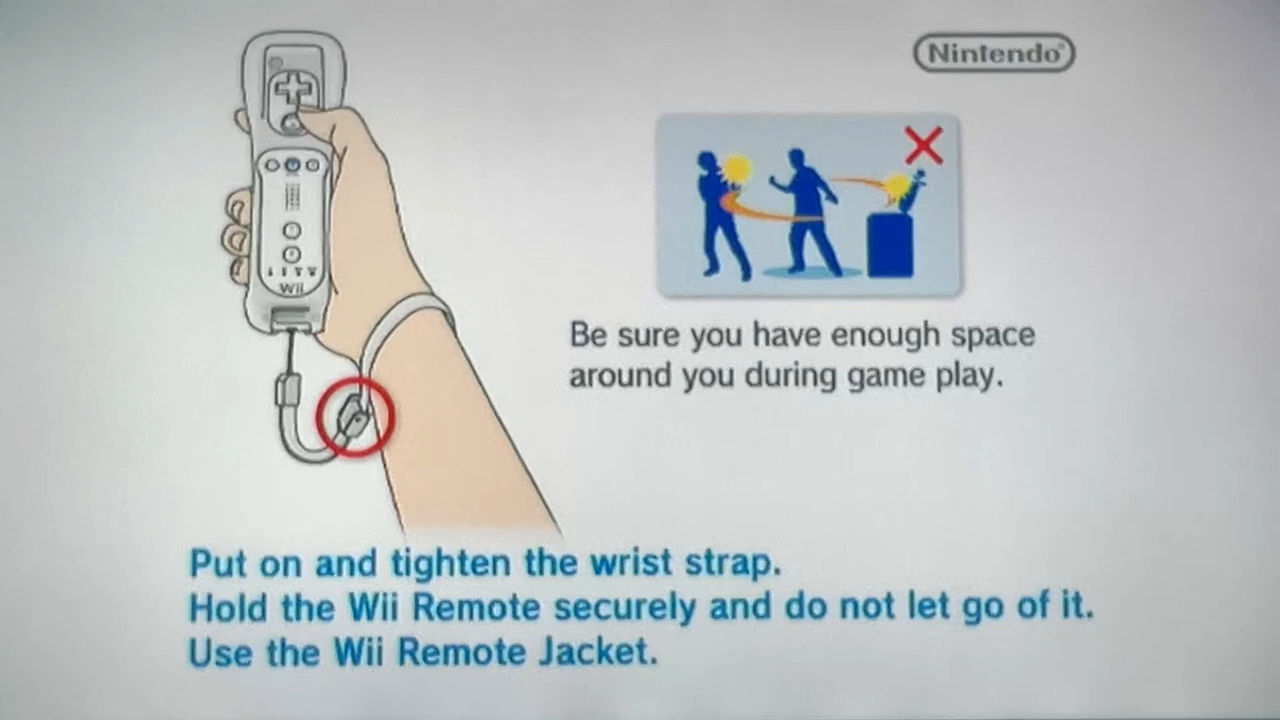 Nintendo®
Wii
Be sure you have enough space
around you during game play.
Put on and tighten the wrist strap.
Hold the Wii Remote securely and do not let go of it.
Use the Wii Remote Jacket.